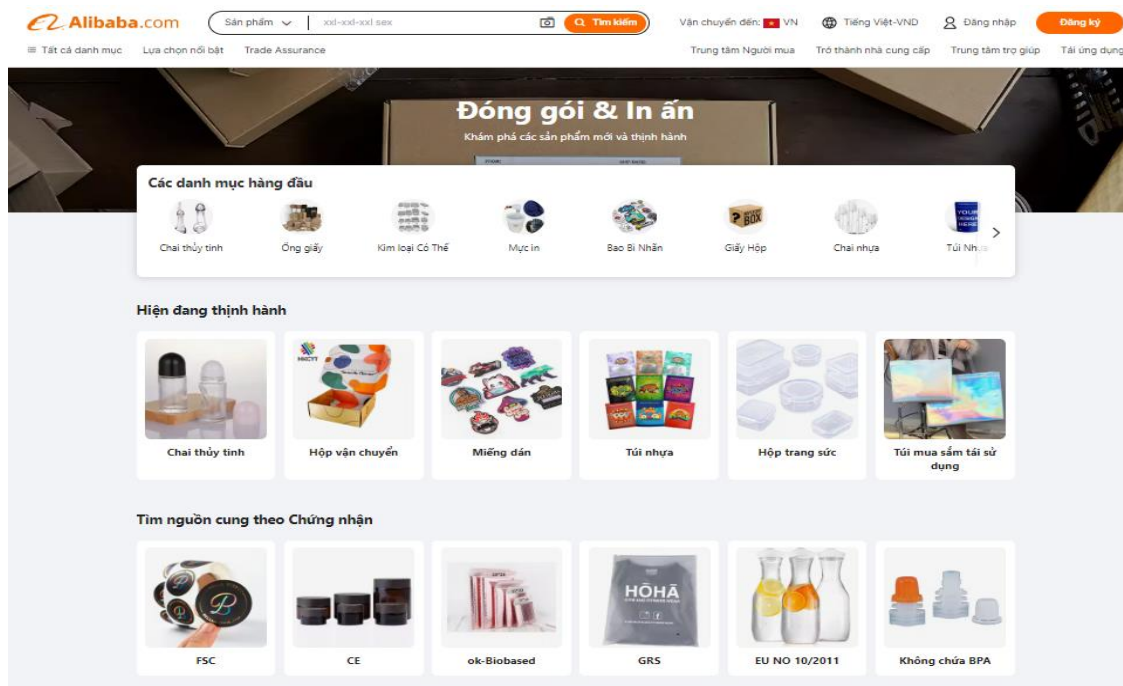 Alibaba.com
Sản phẩm
xxl-xxl-xxl sex
Tìm kiếm
Vận chuyển đến: VN
Tiếng Việt-VND
Đăng nhập
Đăng ký
Tất cả danh mục
Lựa chọn nổi bật
Trade Assurance
Trung tâm Người mua
Trở thành nhà cung cấp
Trung tâm trợ giúp
Tải ứng dụng
Đóng gói & In ấn
Khám phá các sản phẩm mới và thịnh hành
Các danh mục hàng đầu
? BOX
YOUR
DESIGN
HERE
Chai thủy tinh
Ống giấy
Kim loại Có Thể
Mực in
Bao Bì Nhãn
Giấy Hộp
Chai nhựa
Túi Nhựa
Hiện đang thịnh hành
Chai thủy tinh
Hộp vận chuyển
Miếng dán
Túi nhựa
Hộp trang sức
Túi mua sắm tái sử
dụng
Tìm nguồn cung theo Chứng nhận
HŌHĀ
FSC
CE
ok-Biobased
GRS
EU NO 10/2011
Không chứa BPA